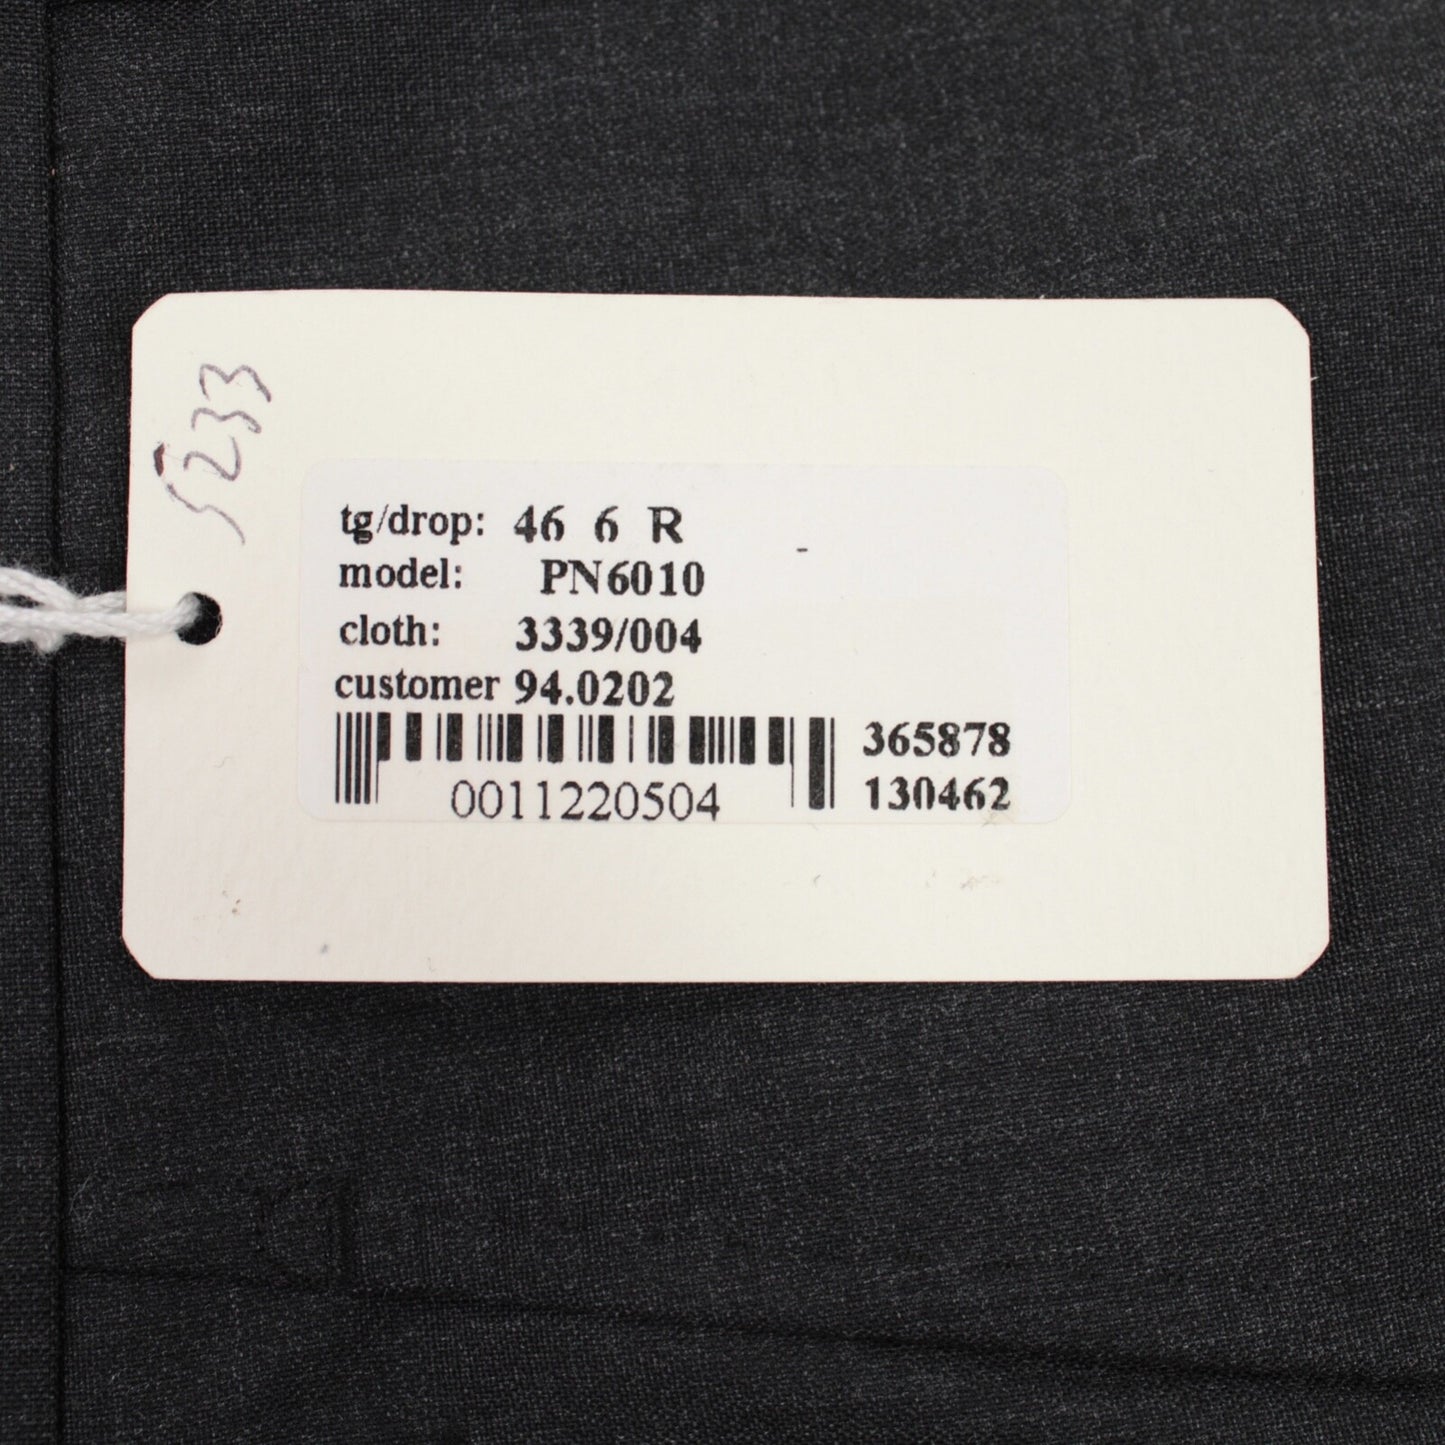 5233
tg/drop: 46 6 R
model: PN6010
cloth: 3339/004
customer 94.0202
365878
0011220504
130462